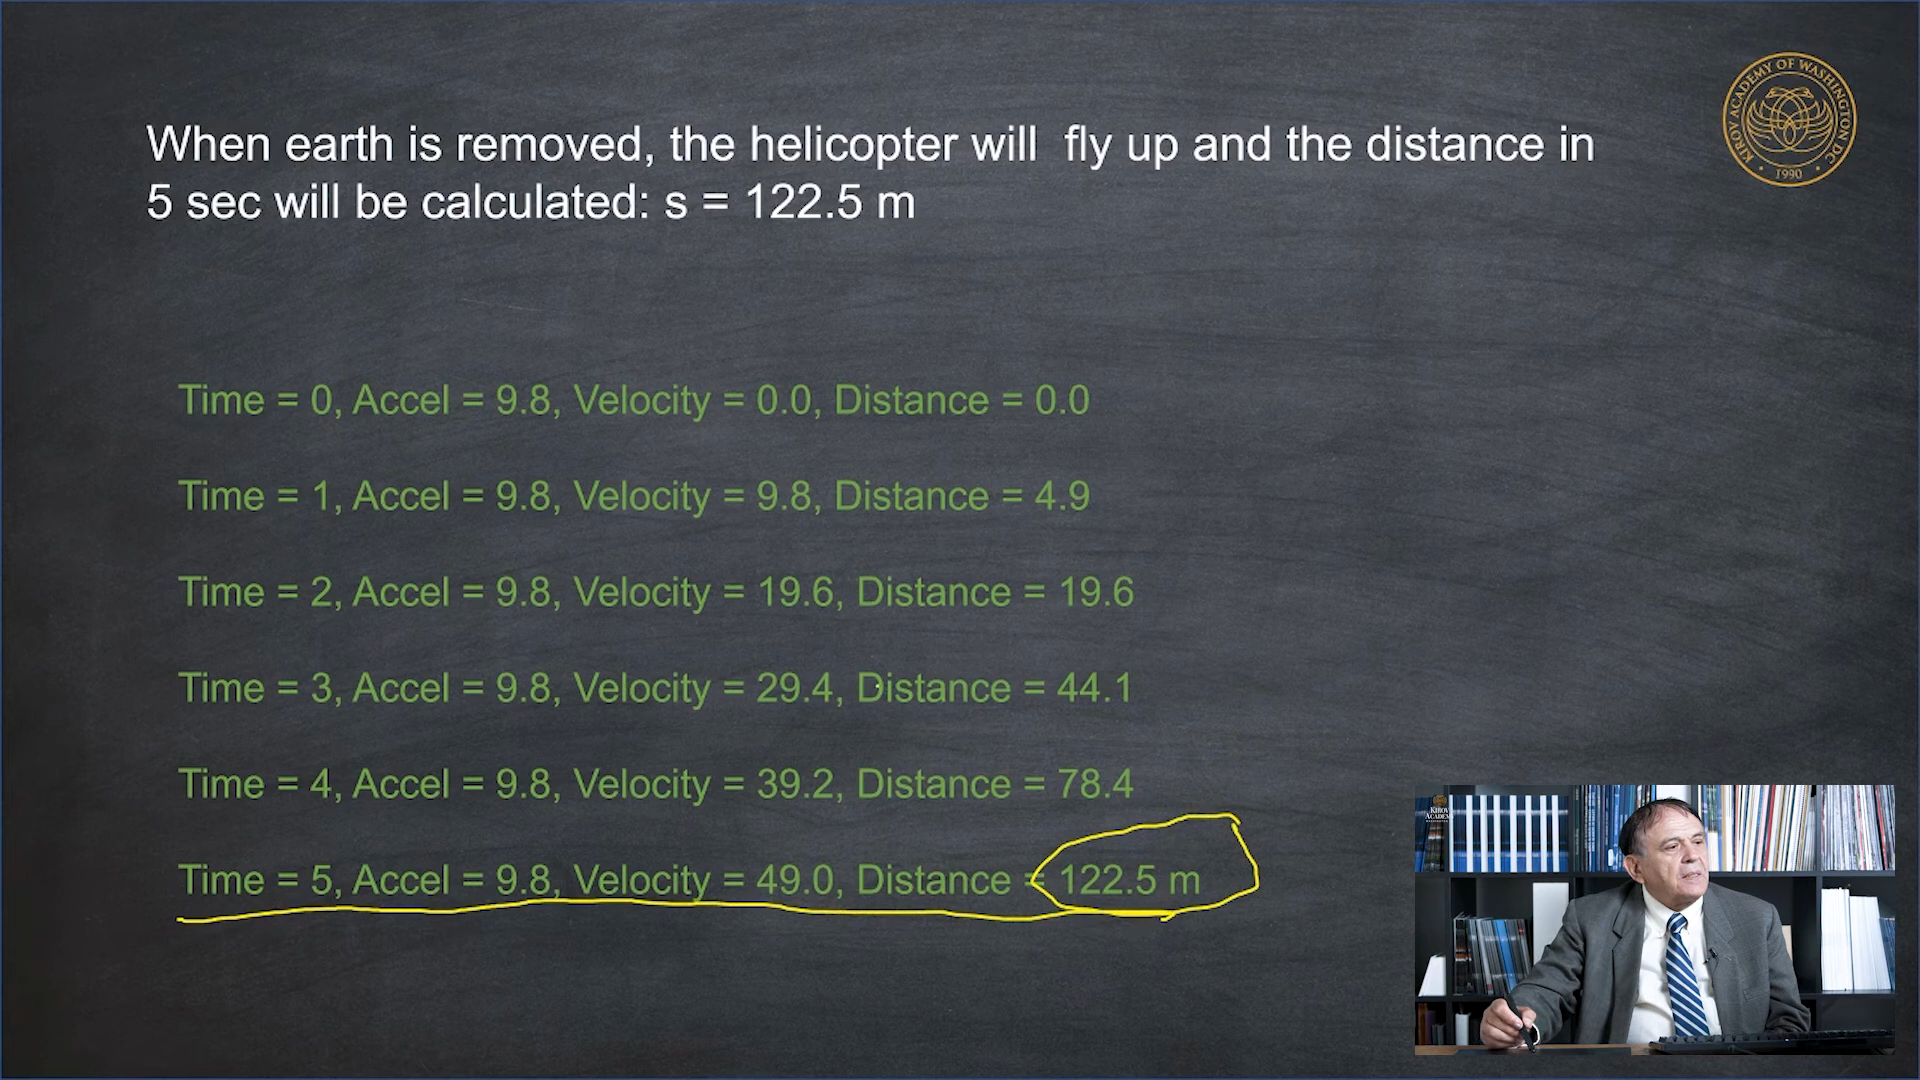 When earth is removed, the helicopter will fly up and the distance in
5 sec will be calculated: s = 122.5 m
KIROV ACADEMY OF WASHINGTON DC
• 1990 •
Time = 0, Accel = 9.8, Velocity = 0.0, Distance = 0.0
Time = 1, Accel = 9.8, Velocity = 9.8, Distance = 4.9
Time = 2, Accel = 9.8, Velocity = 19.6, Distance = 19.6
Time = 3, Accel = 9.8, Velocity = 29.4, Distance = 44.1
Time = 4, Accel = 9.8, Velocity = 39.2, Distance = 78.4
Time = 5, Accel = 9.8, Velocity = 49.0, Distance = 122.5 m
KIROV
ACADEMY